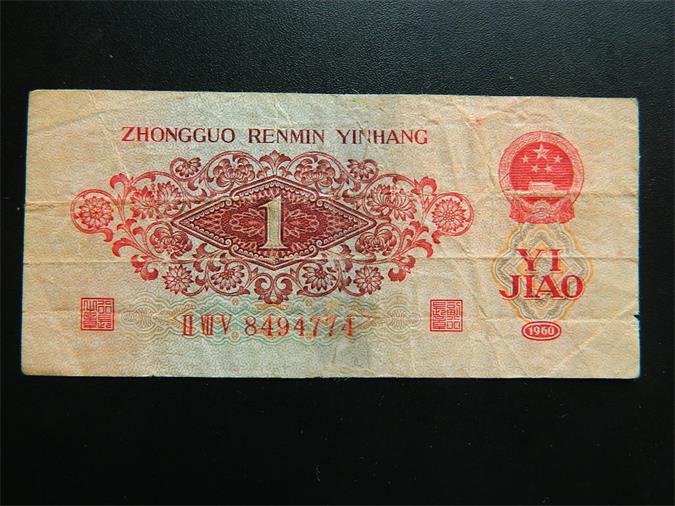 ZHONGGUO RENMIN YINHANG
1
YI
JIAO
II VII V 8494774
1960